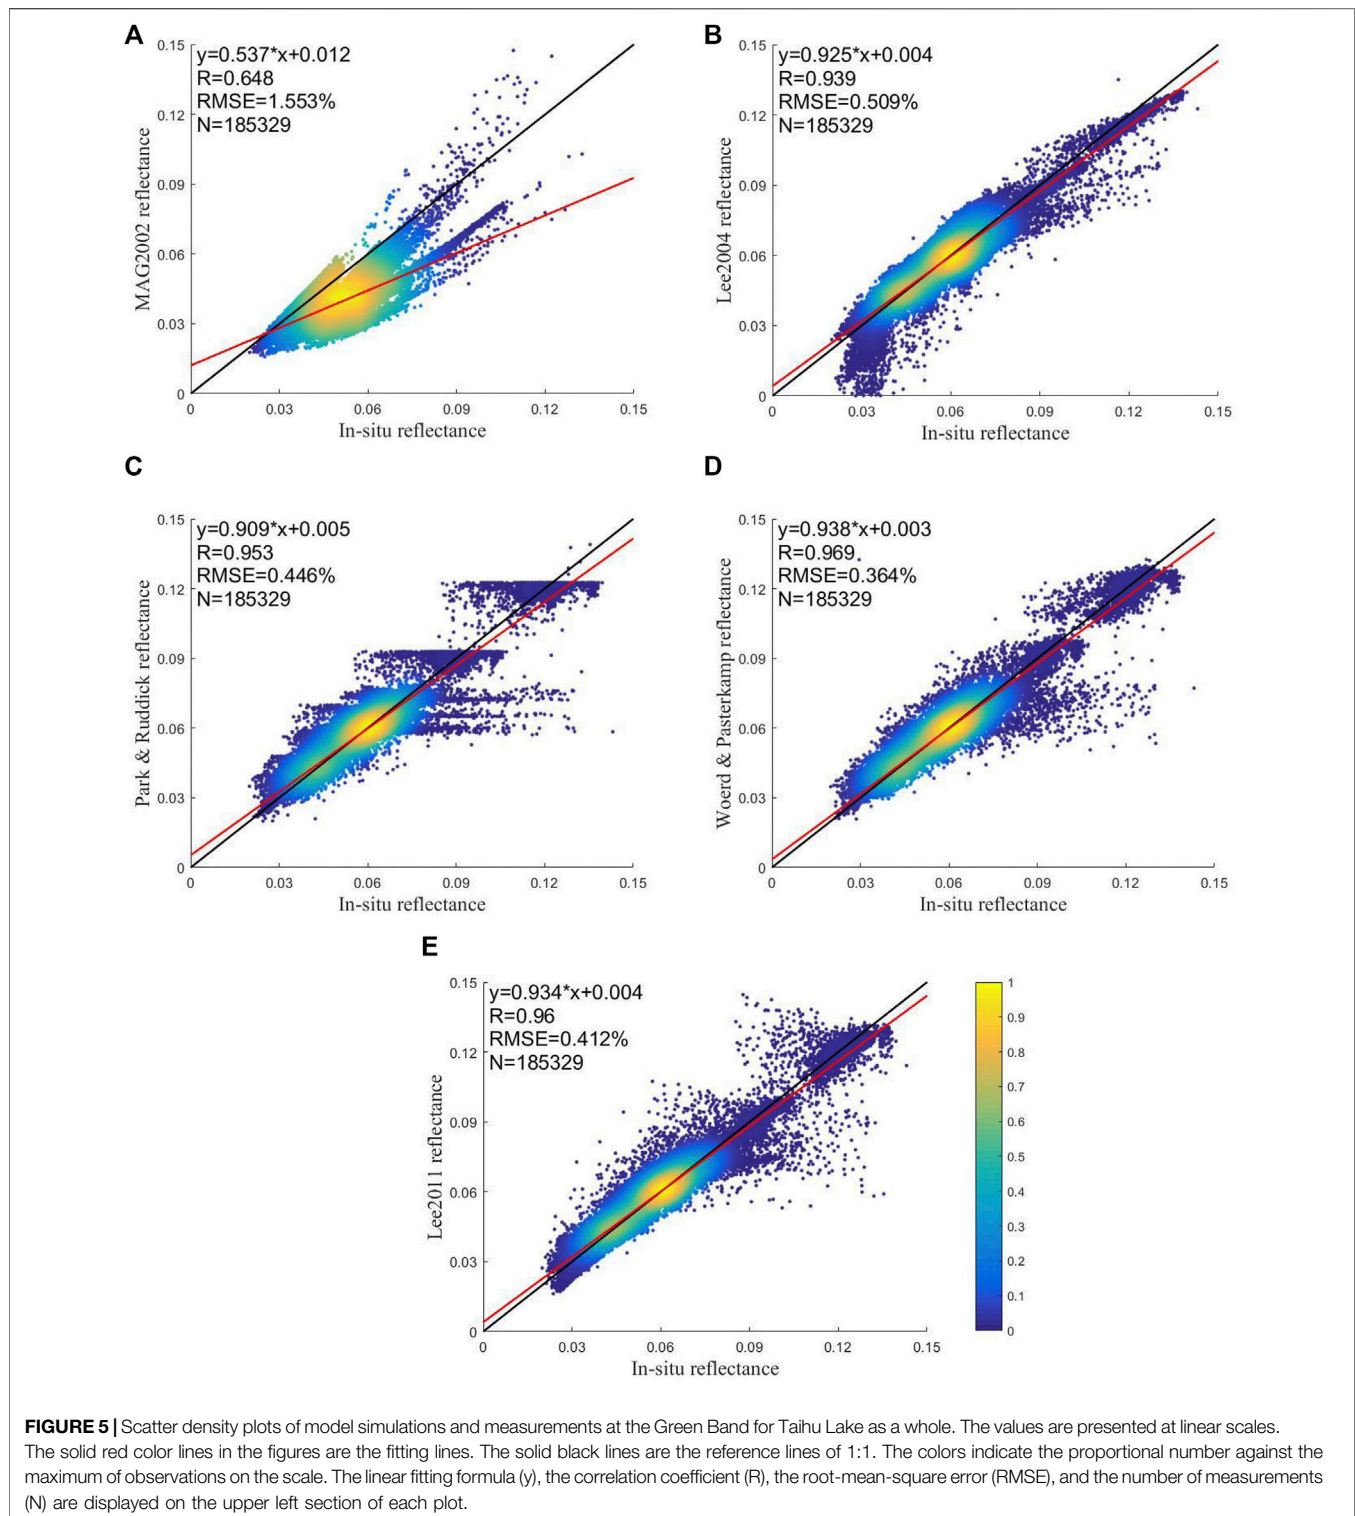 A
y=0.537*x+0.012
R=0.648
RMSE=1.553%
N=185329
MAG2002 reflectance
0.15
0.12
0.09
0.06
0.03
0
0 0.03 0.06 0.09 0.12 0.15
In-situ reflectance
B
y=0.925*x+0.004
R=0.939
RMSE=0.509%
N=185329
Lee2004 reflectance
0.15
0.12
0.09
0.06
0.03
0
0 0.03 0.06 0.09 0.12 0.15
In-situ reflectance
C
y=0.909*x+0.005
R=0.953
RMSE=0.446%
N=185329
Park & Ruddick reflectance
0.15
0.12
0.09
0.06
0.03
0
0 0.03 0.06 0.09 0.12 0.15
In-situ reflectance
D
y=0.938*x+0.003
R=0.969
RMSE=0.364%
N=185329
Woerd & Pasterkamp reflectance
0.15
0.12
0.09
0.06
0.03
0
0 0.03 0.06 0.09 0.12 0.15
In-situ reflectance
E
y=0.934*x+0.004
R=0.96
RMSE=0.412%
N=185329
Lee2011 reflectance
0.15
0.12
0.09
0.06
0.03
0
0 0.03 0.06 0.09 0.12 0.15
In-situ reflectance
1
0.9
0.8
0.7
0.6
0.5
0.4
0.3
0.2
0.1
0
FIGURE 5 | Scatter density plots of model simulations and measurements at the Green Band for Taihu Lake as a whole. The values are presented at linear scales.
The solid red color lines in the figures are the fitting lines. The solid black lines are the reference lines of 1:1. The colors indicate the proportional number against the
maximum of observations on the scale. The linear fitting formula (y), the correlation coefficient (R), the root-mean-square error (RMSE), and the number of measurements
(N) are displayed on the upper left section of each plot.